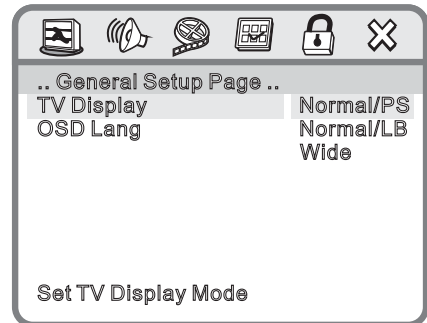 .. General Setup Page ..
TV Display Normal/PS
OSD Lang Normal/LB
Wide
Set TV Display Mode